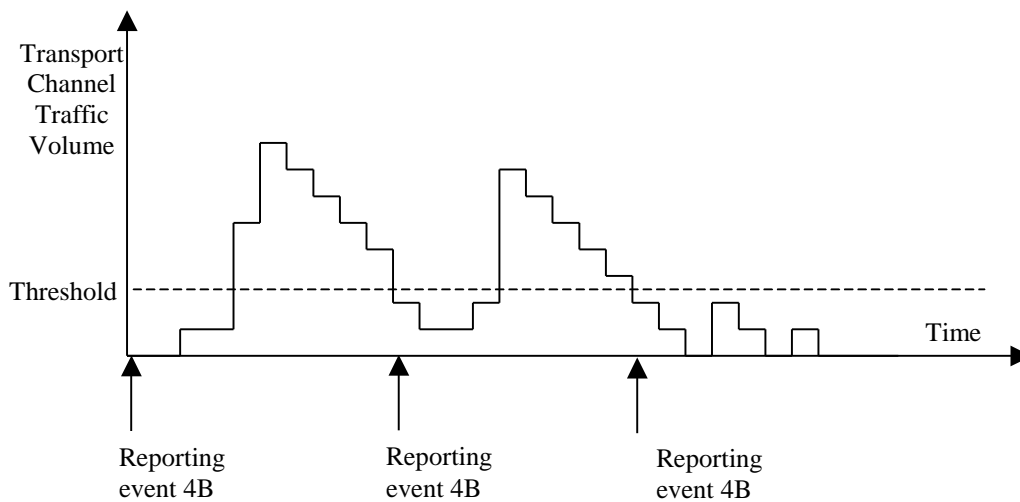 Transport
Channel
Traffic
Volume
Threshold
Time
Reporting
event 4B
Reporting
event 4B
Reporting
event 4B